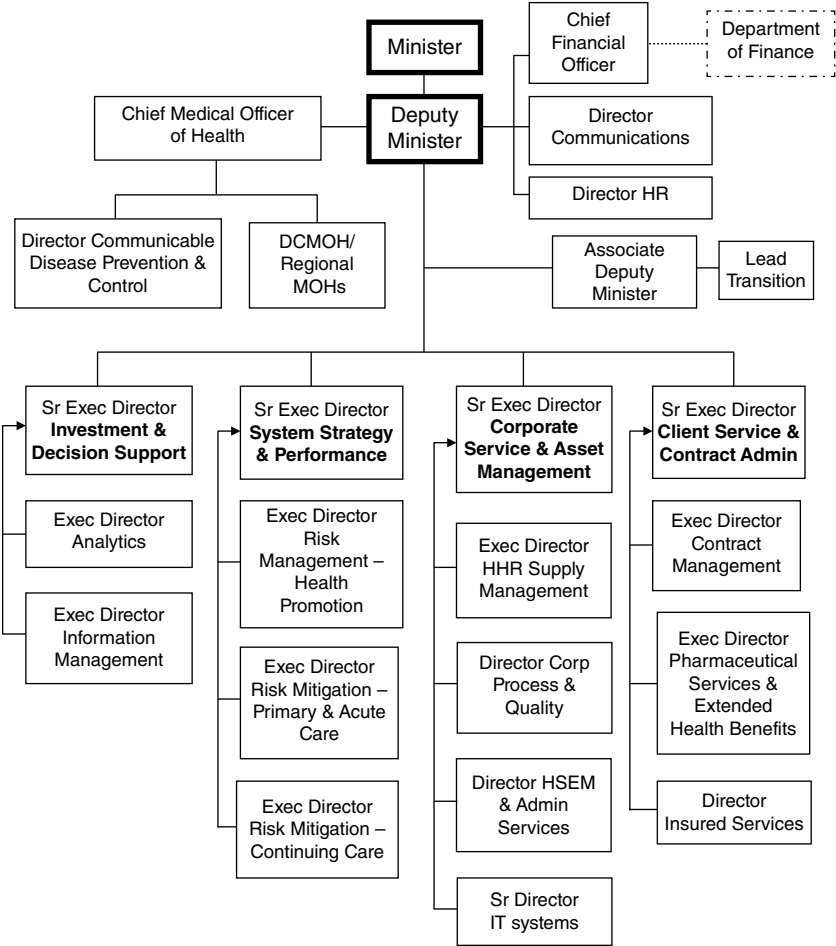 Minister
Chief
Financial
Officer
Department
of Finance
Chief Medical Officer
of Health
Deputy
Minister
Director
Communications
Director HR
Director Communicable
Disease Prevention &
Control
DCMOH/
Regional
MOHs
Associate
Deputy
Minister
Lead
Transition
Sr Exec Director
Investment &
Decision Support
Sr Exec Director
System Strategy
& Performance
Sr Exec Director
Corporate
Service & Asset
Management
Sr Exec Director
Client Service &
Contract Admin
Exec Director
Analytics
Exec Director
Information
Management
Exec Director
Risk
Management –
Health
Promotion
Exec Director
Risk Mitigation –
Primary & Acute
Care
Exec Director
Risk Mitigation –
Continuing Care
Exec Director
HHR Supply
Management
Director Corp
Process &
Quality
Director HSEM
& Admin
Services
Sr Director
IT systems
Exec Director
Contract
Management
Exec Director
Pharmaceutical
Services &
Extended
Health Benefits
Director
Insured Services